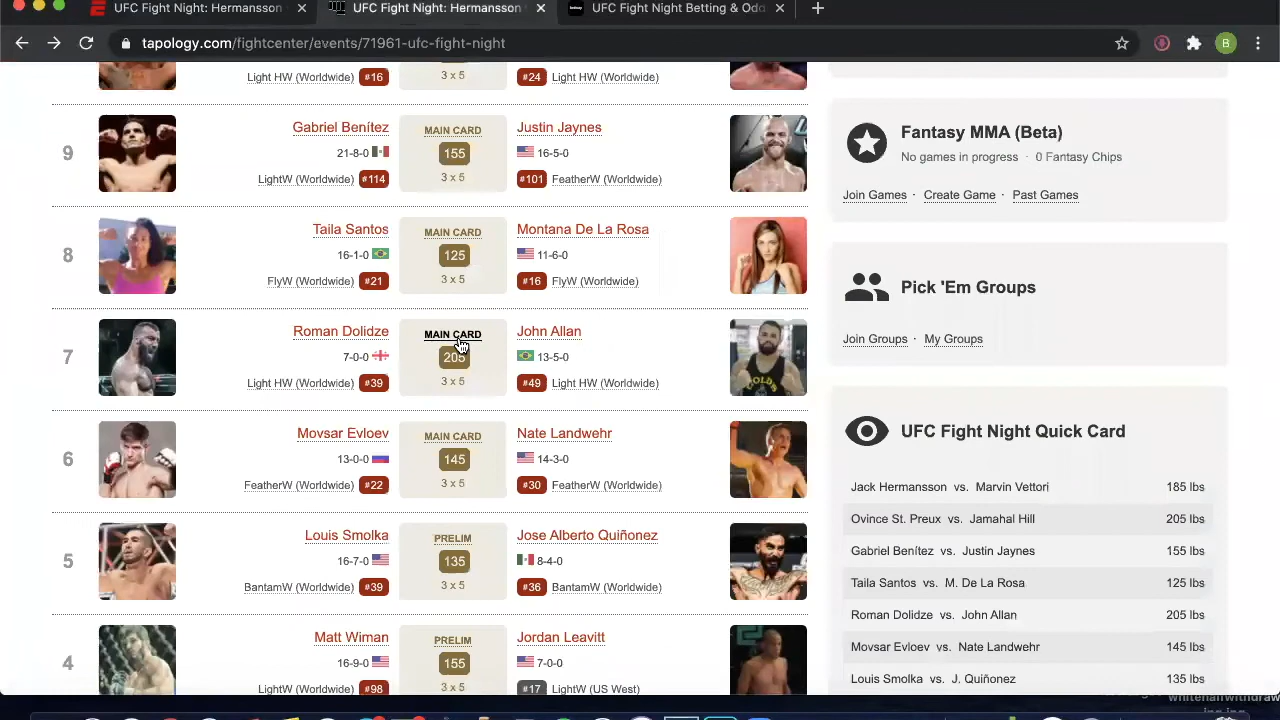 UFC Fight Night: Hermansson
UFC Fight Night: Hermansson
UFC Fight Night Betting & Odd
tapology.com/fightcenter/events/71961-ufc-fight-night
B
Light HW (Worldwide) #16
3 x 5
#24 Light HW (Worldwide)
9
Gabriel Benítez
21-8-0
LightW (Worldwide) #114
MAIN CARD
155
3 x 5
Justin Jaynes
16-5-0
#101 FeatherW (Worldwide)
8
Taila Santos
16-1-0
FlyW (Worldwide) #21
MAIN CARD
125
3 x 5
Montana De La Rosa
11-6-0
#16 FlyW (Worldwide)
7
Roman Dolidze
7-0-0
Light HW (Worldwide) #39
MAIN CARD
205
3 x 5
John Allan
13-5-0
#49 Light HW (Worldwide)
6
Movsar Evloev
13-0-0
FeatherW (Worldwide) #22
MAIN CARD
145
3 x 5
Nate Landwehr
14-3-0
#30 FeatherW (Worldwide)
5
Louis Smolka
16-7-0
BantamW (Worldwide) #39
PRELIM
135
3 x 5
Jose Alberto Quiñonez
8-4-0
#36 BantamW (Worldwide)
4
Matt Wiman
16-9-0
LightW (Worldwide) #98
PRELIM
155
3 x 5
Jordan Leavitt
7-0-0
#17 LightW (US West)
Fantasy MMA (Beta)
No games in progress · 0 Fantasy Chips
Join Games · Create Game · Past Games
Pick 'Em Groups
Join Groups · My Groups
UFC Fight Night Quick Card
Jack Hermansson vs. Marvin Vettori 185 lbs
Ovince St. Preux vs. Jamahal Hill 205 lbs
Gabriel Benítez vs. Justin Jaynes 155 lbs
Taila Santos vs. M. De La Rosa 125 lbs
Roman Dolidze vs. John Allan 205 lbs
Movsar Evloev vs. Nate Landwehr 145 lbs
Louis Smolka vs. J. Quiñonez 135 lbs